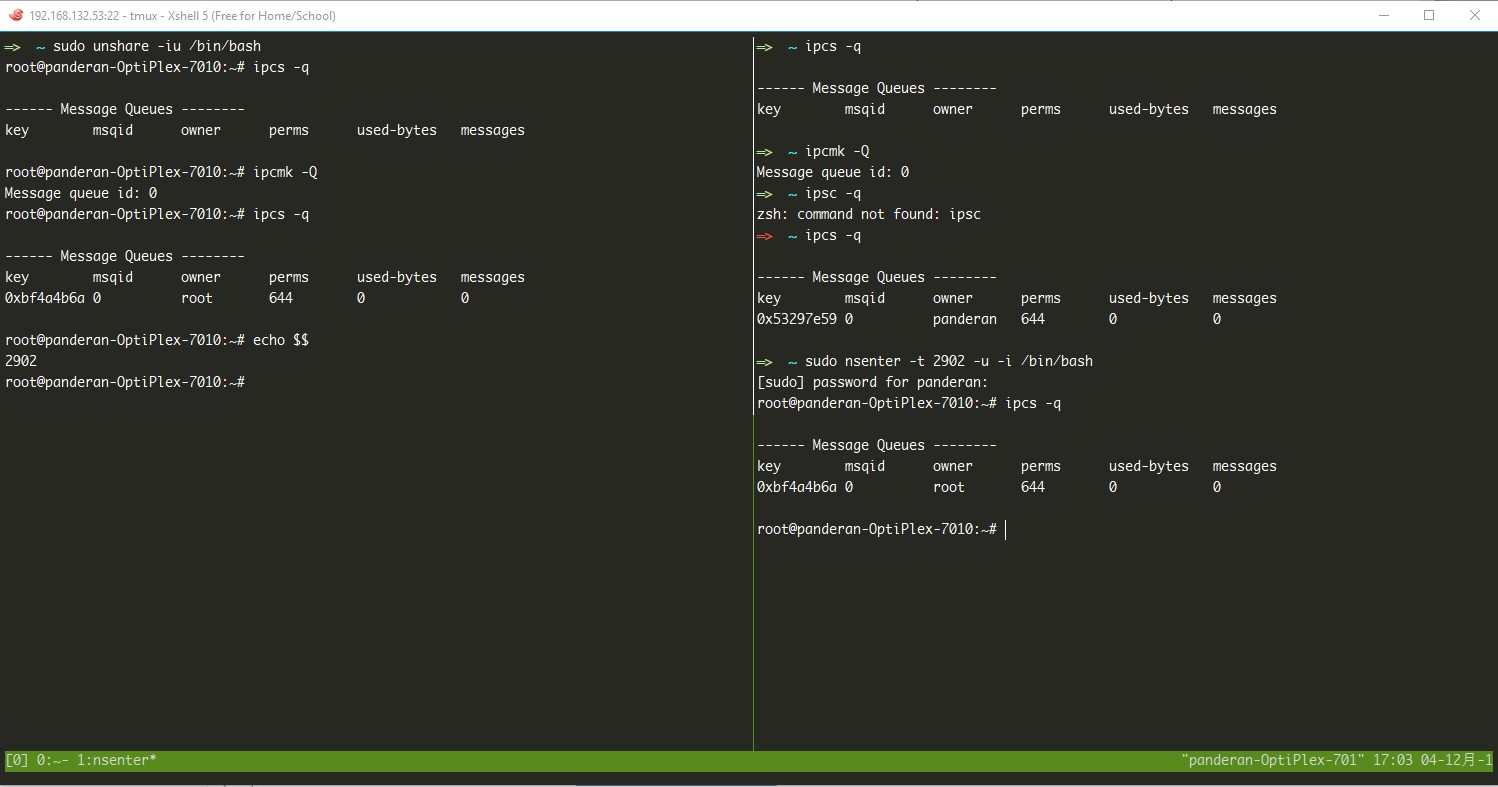 192.168.132.53:22 - tmux - Xshell 5 (Free for Home/School)
=> ~ sudo unshare -iu /bin/bash
root@panderan-OptiPlex-7010:~# ipcs -q
------ Message Queues --------
key        msqid      owner      perms      used-bytes   messages
root@panderan-OptiPlex-7010:~# ipcmk -Q
Message queue id: 0
root@panderan-OptiPlex-7010:~# ipcs -q
------ Message Queues --------
key        msqid      owner      perms      used-bytes   messages
0xbf4a4b6a 0          root       644        0            0
root@panderan-OptiPlex-7010:~# echo $$
2902
root@panderan-OptiPlex-7010:~#
=> ~ ipcs -q
------ Message Queues --------
key        msqid      owner      perms      used-bytes   messages
=> ~ ipcmk -Q
Message queue id: 0
=> ~ ipsc -q
zsh: command not found: ipsc
=> ~ ipcs -q
------ Message Queues --------
key        msqid      owner      perms      used-bytes   messages
0x53297e59 0          panderan   644        0            0
=> ~ sudo nsenter -t 2902 -u -i /bin/bash
[sudo] password for panderan:
root@panderan-OptiPlex-7010:~# ipcs -q
------ Message Queues --------
key        msqid      owner      perms      used-bytes   messages
0xbf4a4b6a 0          root       644        0            0
root@panderan-OptiPlex-7010:~#
[0] 0:~- 1:nsenter* "panderan-OptiPlex-701" 17:03 04-12月-1